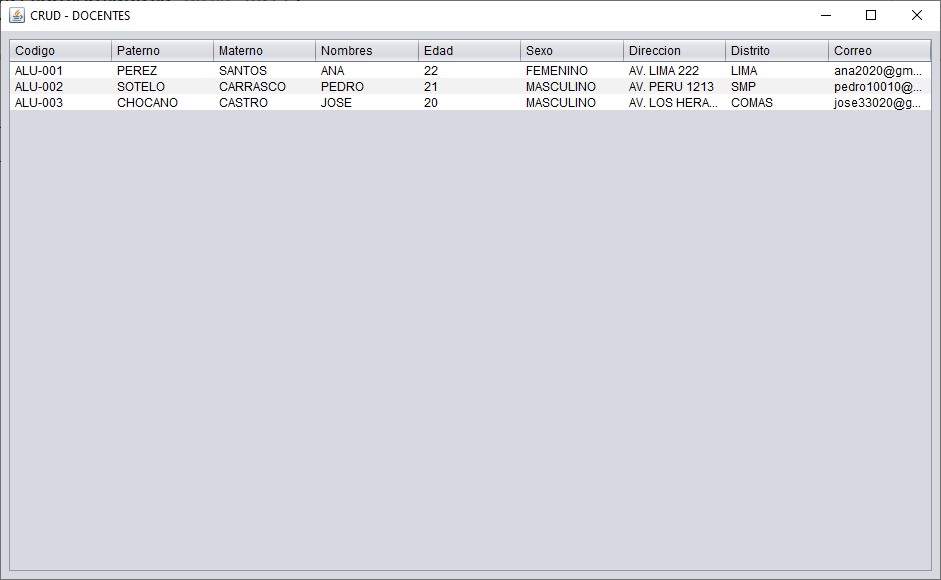 CRUD - DOCENTES
Codigo Paterno Materno Nombres Edad Sexo Direccion Distrito Correo
ALU-001 PEREZ SANTOS ANA 22 FEMENINO AV. LIMA 222 LIMA ana2020@gm...
ALU-002 SOTELO CARRASCO PEDRO 21 MASCULINO AV. PERU 1213 SMP pedro10010@...
ALU-003 CHOCANO CASTRO JOSE 20 MASCULINO AV. LOS HERA... COMAS jose33020@g...